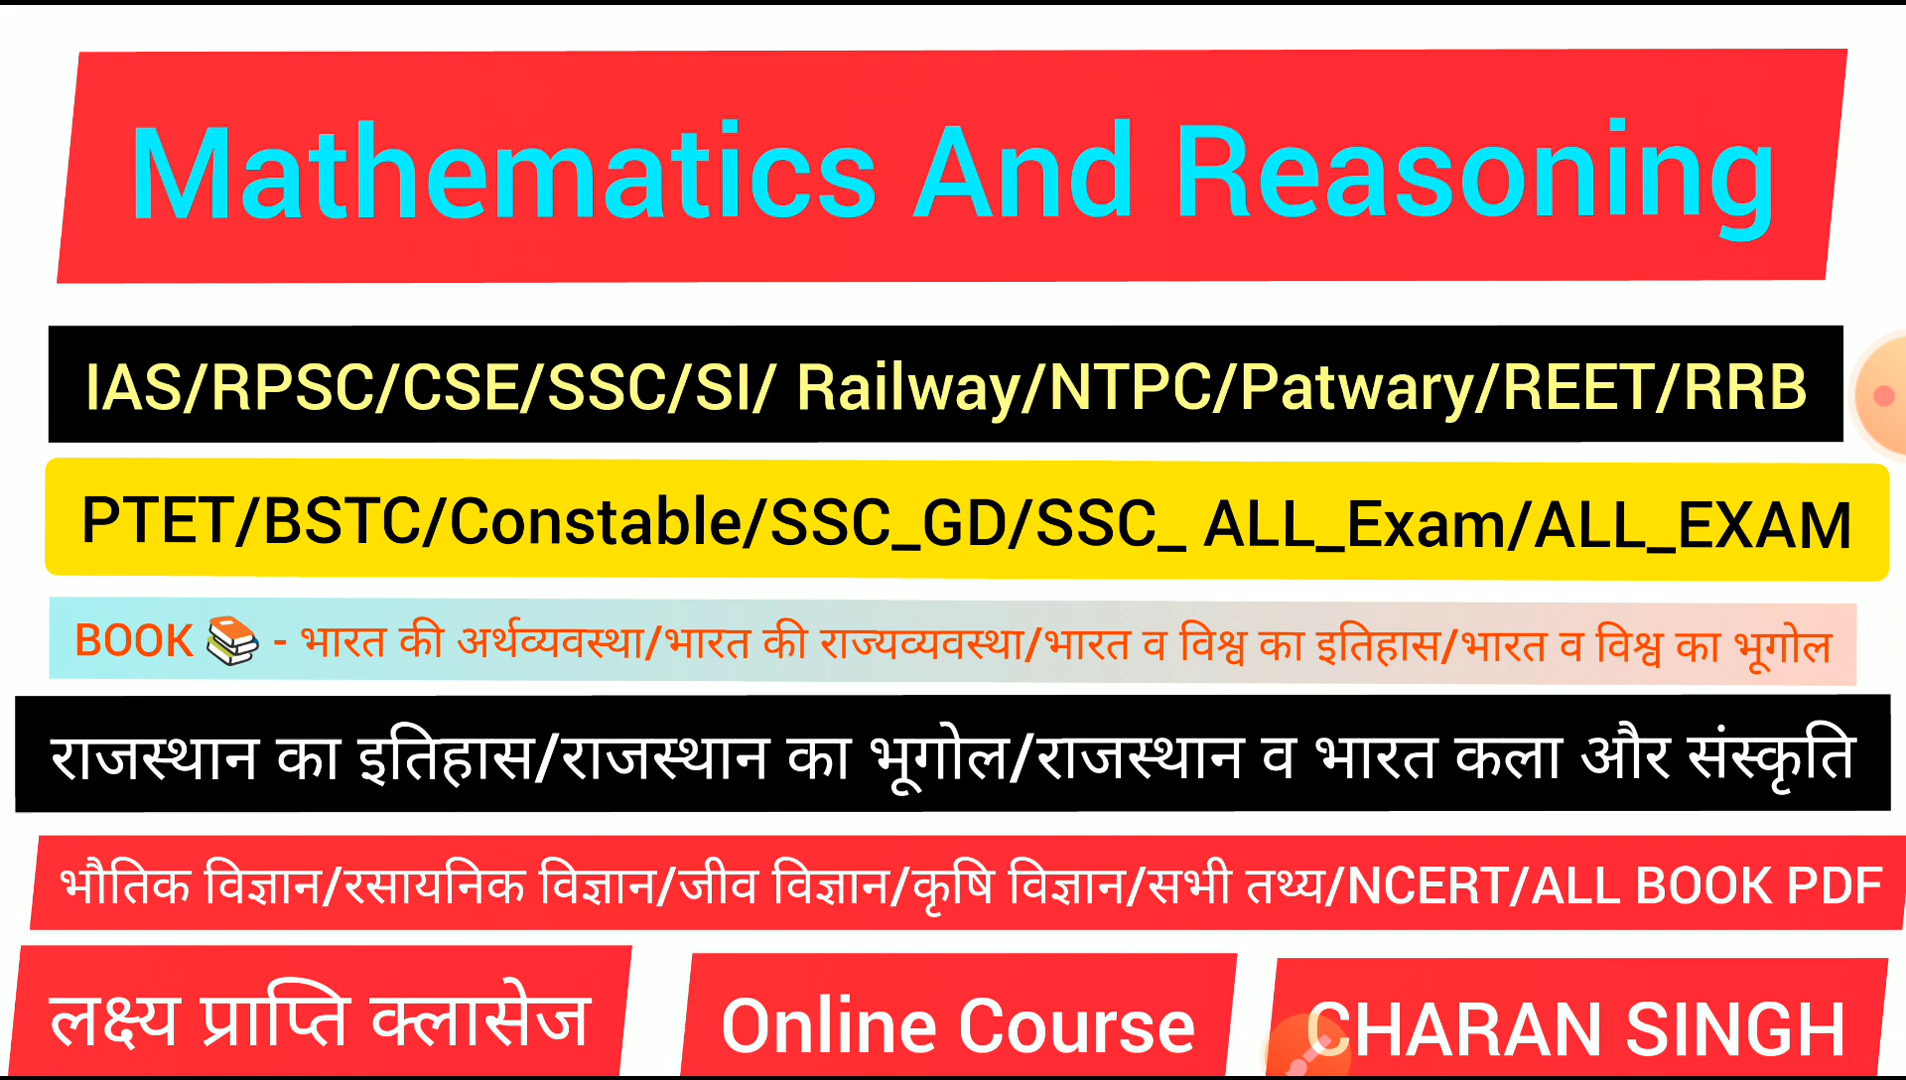 Mathematics And Reasoning
IAS/RPSC/CSE/SSC/SI/ Railway/NTPC/Patwary/REET/RRB
PTET/BSTC/Constable/SSC_GD/SSC_ ALL_Exam/ALL_EXAM
BOOK 📚 - भारत की अर्थव्यवस्था/भारत की राज्यव्यवस्था/भारत व विश्व का इतिहास/भारत व विश्व का भूगोल
राजस्थान का इतिहास/राजस्थान का भूगोल/राजस्थान व भारत कला और संस्कृति
भौतिक विज्ञान/रसायनिक विज्ञान/जीव विज्ञान/कृषि विज्ञान/सभी तथ्य/NCERT/ALL BOOK PDF
लक्ष्य प्राप्ति क्लासेज
Online Course
CHARAN SINGH